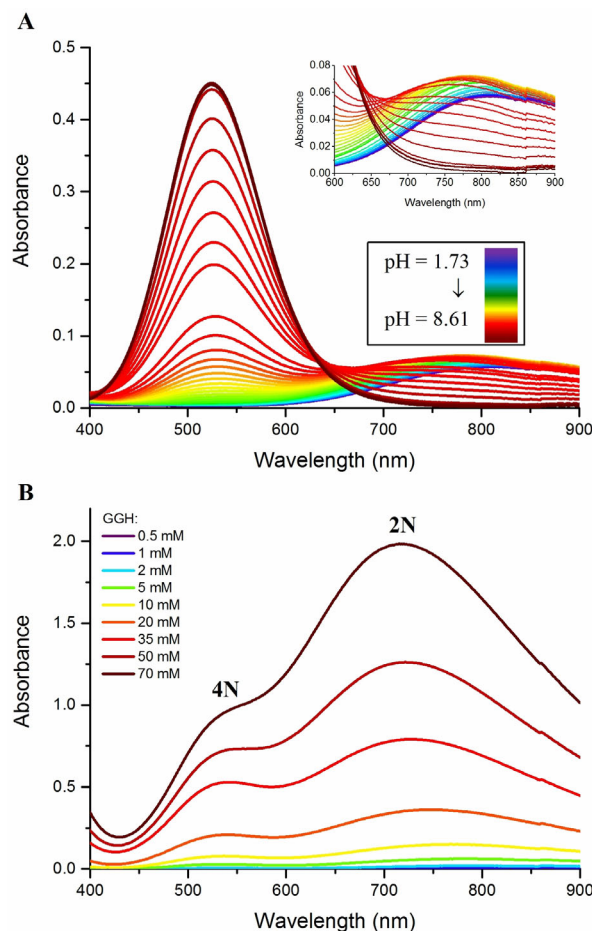 A
0.5
0.4
0.3
0.2
0.1
0.0
Absorbance
400 500 600 700 800 900
Wavelength (nm)
0.08
0.06
0.04
0.02
0.00
Absorbance
600 650 700 750 800 850 900
Wavelength (nm)
pH = 1.73
↓
pH = 8.61
B
GGH:
0.5 mM
1 mM
2 mM
5 mM
10 mM
20 mM
35 mM
50 mM
70 mM
4N
2N
2.0
1.5
1.0
0.5
0.0
Absorbance
400 500 600 700 800 900
Wavelength (nm)